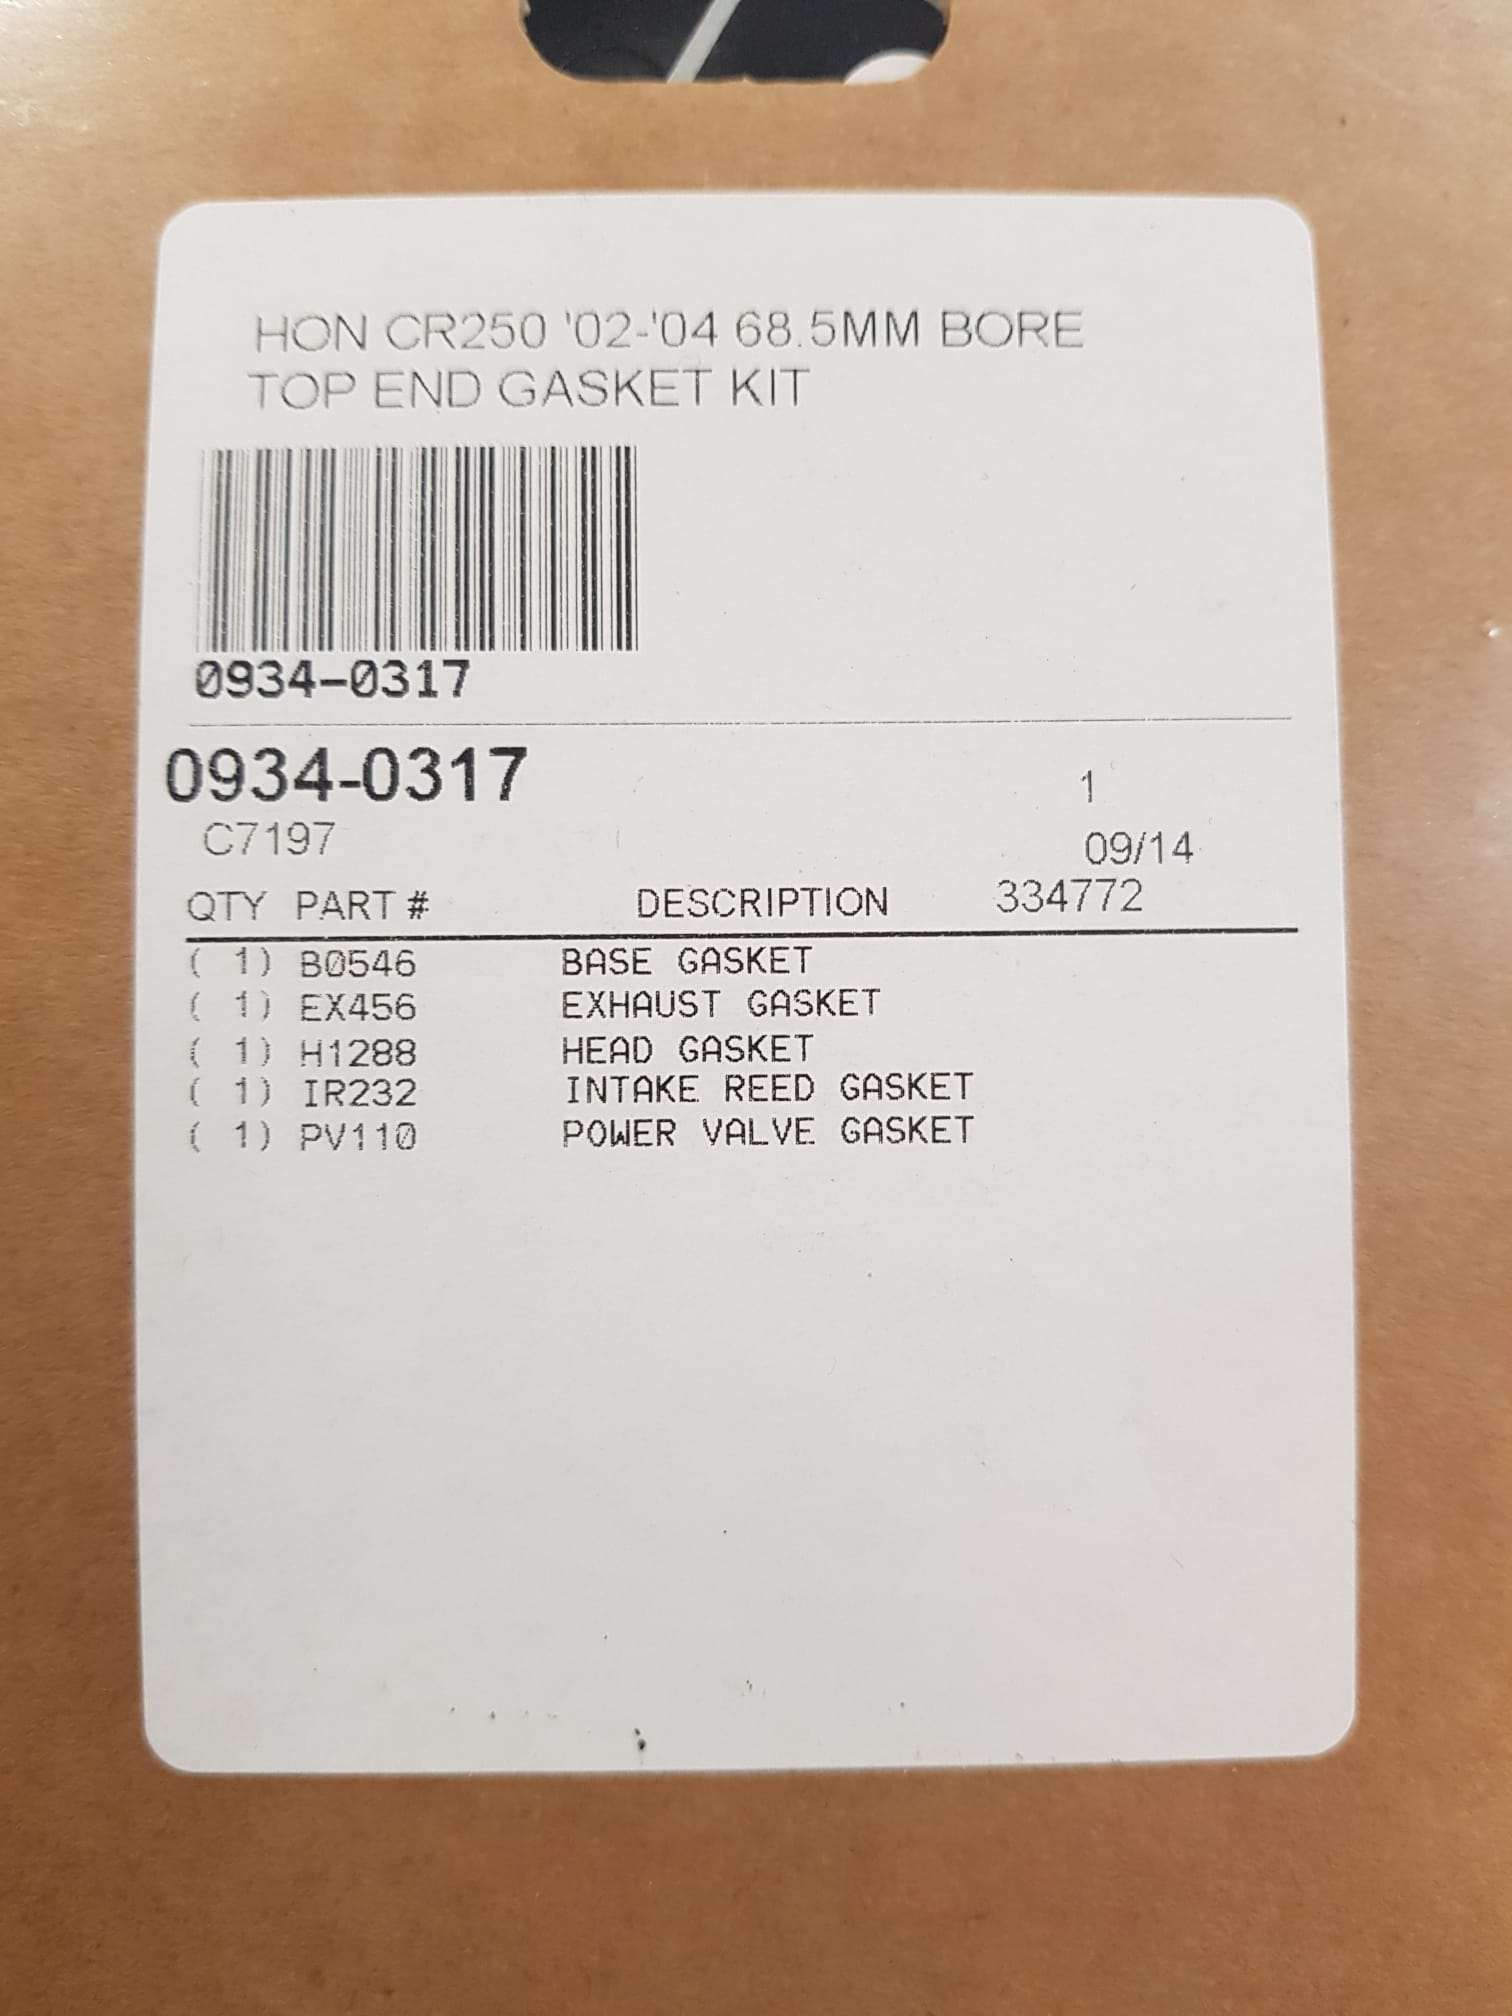 HON CR250 '02-'04 68.5MM BORE
TOP END GASKET KIT
0934-0317
0934-0317 1
C7197 09/14
QTY PART # DESCRIPTION 334772
( 1) B0546 BASE GASKET
( 1) EX456 EXHAUST GASKET
( 1) H1288 HEAD GASKET
( 1) IR232 INTAKE REED GASKET
( 1) PV110 POWER VALVE GASKET